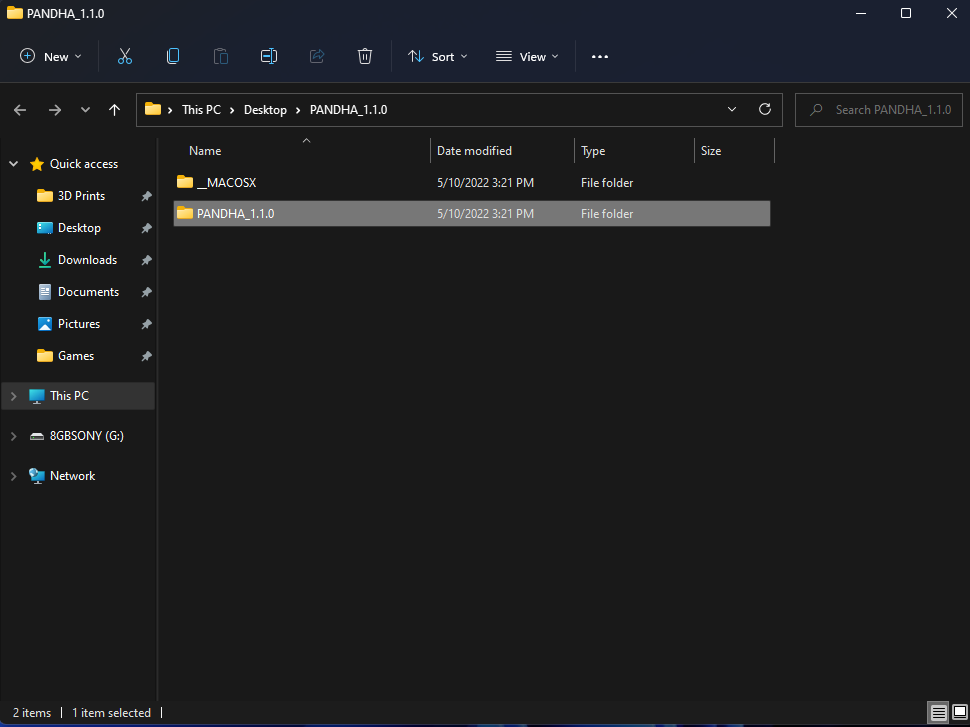 PANDHA_1.1.0
New Sort View
This PC Desktop PANDHA_1.1.0 Search PANDHA_1.1.0
Name Date modified Type Size
Quick access
3D Prints
Desktop
Downloads
Documents
Pictures
Games
This PC
8GBSONY (G:)
Network
__MACOSX 5/10/2022 3:21 PM File folder
PANDHA_1.1.0 5/10/2022 3:21 PM File folder
2 items 1 item selected